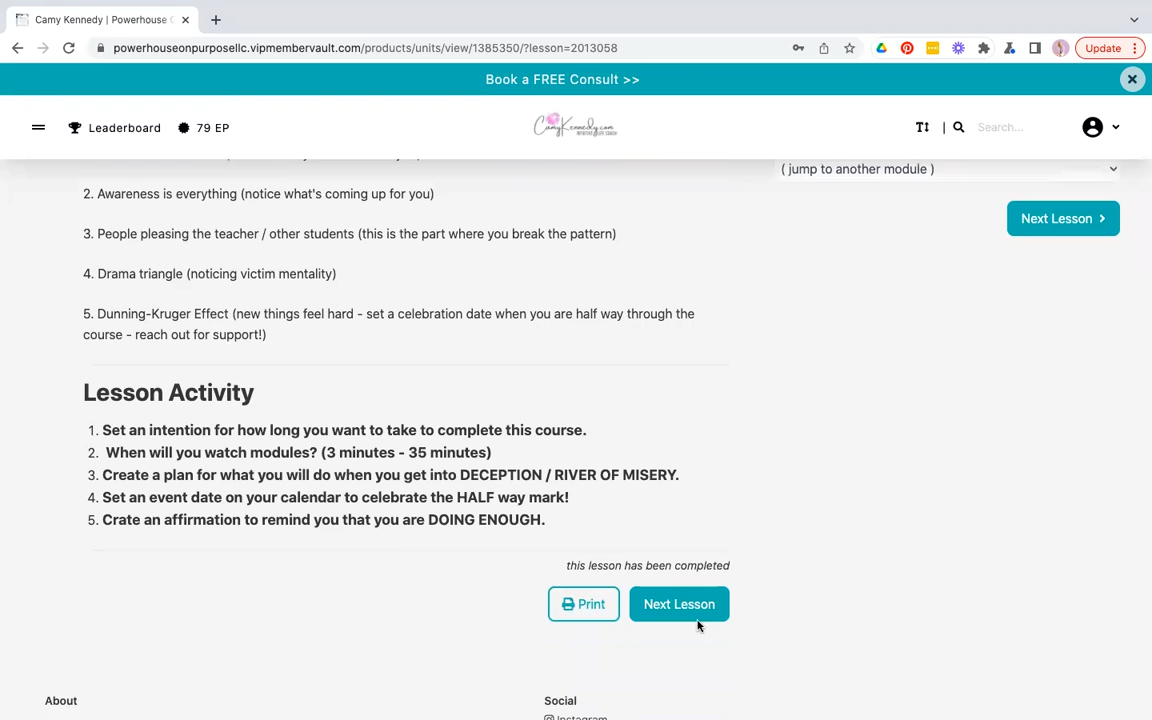 Camy Kennedy | Powerhouse
powerhouseonpurposellc.vipmembervault.com/products/units/view/1385350/?lesson=2013058
Update
Book a FREE Consult >>
Leaderboard
79 EP
CamyKennedy.com
Search...
( jump to another module )
2. Awareness is everything (notice what's coming up for you)
Next Lesson
3. People pleasing the teacher / other students (this is the part where you break the pattern)
4. Drama triangle (noticing victim mentality)
5. Dunning-Kruger Effect (new things feel hard - set a celebration date when you are half way through the
course - reach out for support!)
Lesson Activity
1. Set an intention for how long you want to take to complete this course.
2. When will you watch modules? (3 minutes - 35 minutes)
3. Create a plan for what you will do when you get into DECEPTION / RIVER OF MISERY.
4. Set an event date on your calendar to celebrate the HALF way mark!
5. Crate an affirmation to remind you that you are DOING ENOUGH.
this lesson has been completed
Print
Next Lesson
About
Social
Instagram